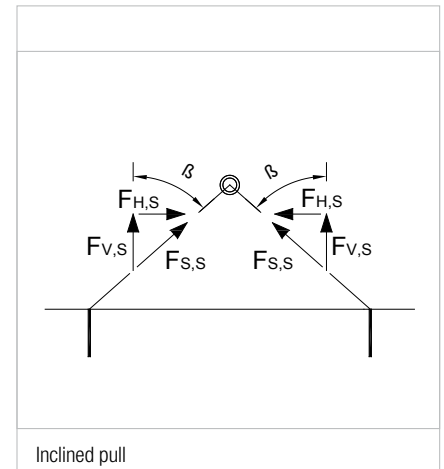 ß ß
FH,S FH,S
FV,S FS,S FS,S FV,S
Inclined pull